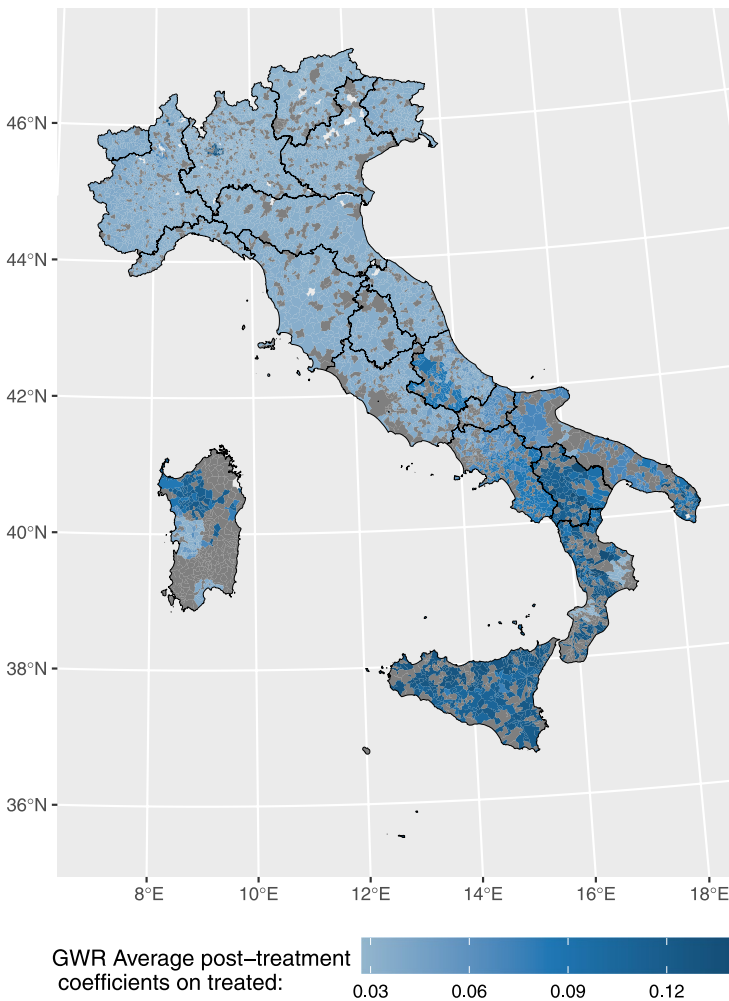 46°N
44°N
42°N
40°N
38°N
36°N
8°E 10°E 12°E 14°E 16°E 18°E
GWR Average post−treatment
coefficients on treated:
0.03 0.06 0.09 0.12